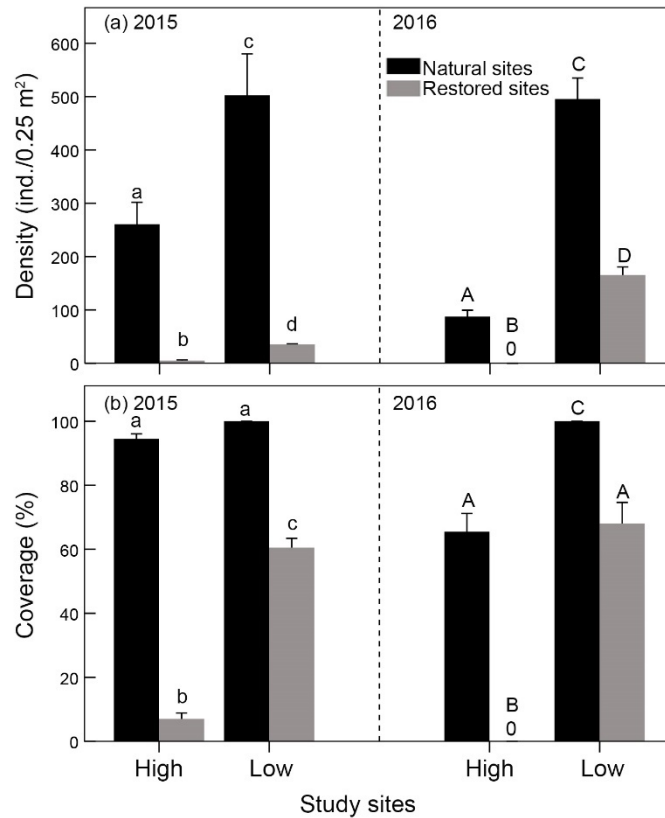 (a) 2015
2016
Natural sites
Restored sites
Density (ind./0.25 m²)
600
500
400
300
200
100
0
a
b
c
d
A
B
0
C
D
(b) 2015
2016
Coverage (%)
100
80
60
40
20
0
a
b
a
c
A
B
0
C
A
High
Low
High
Low
Study sites